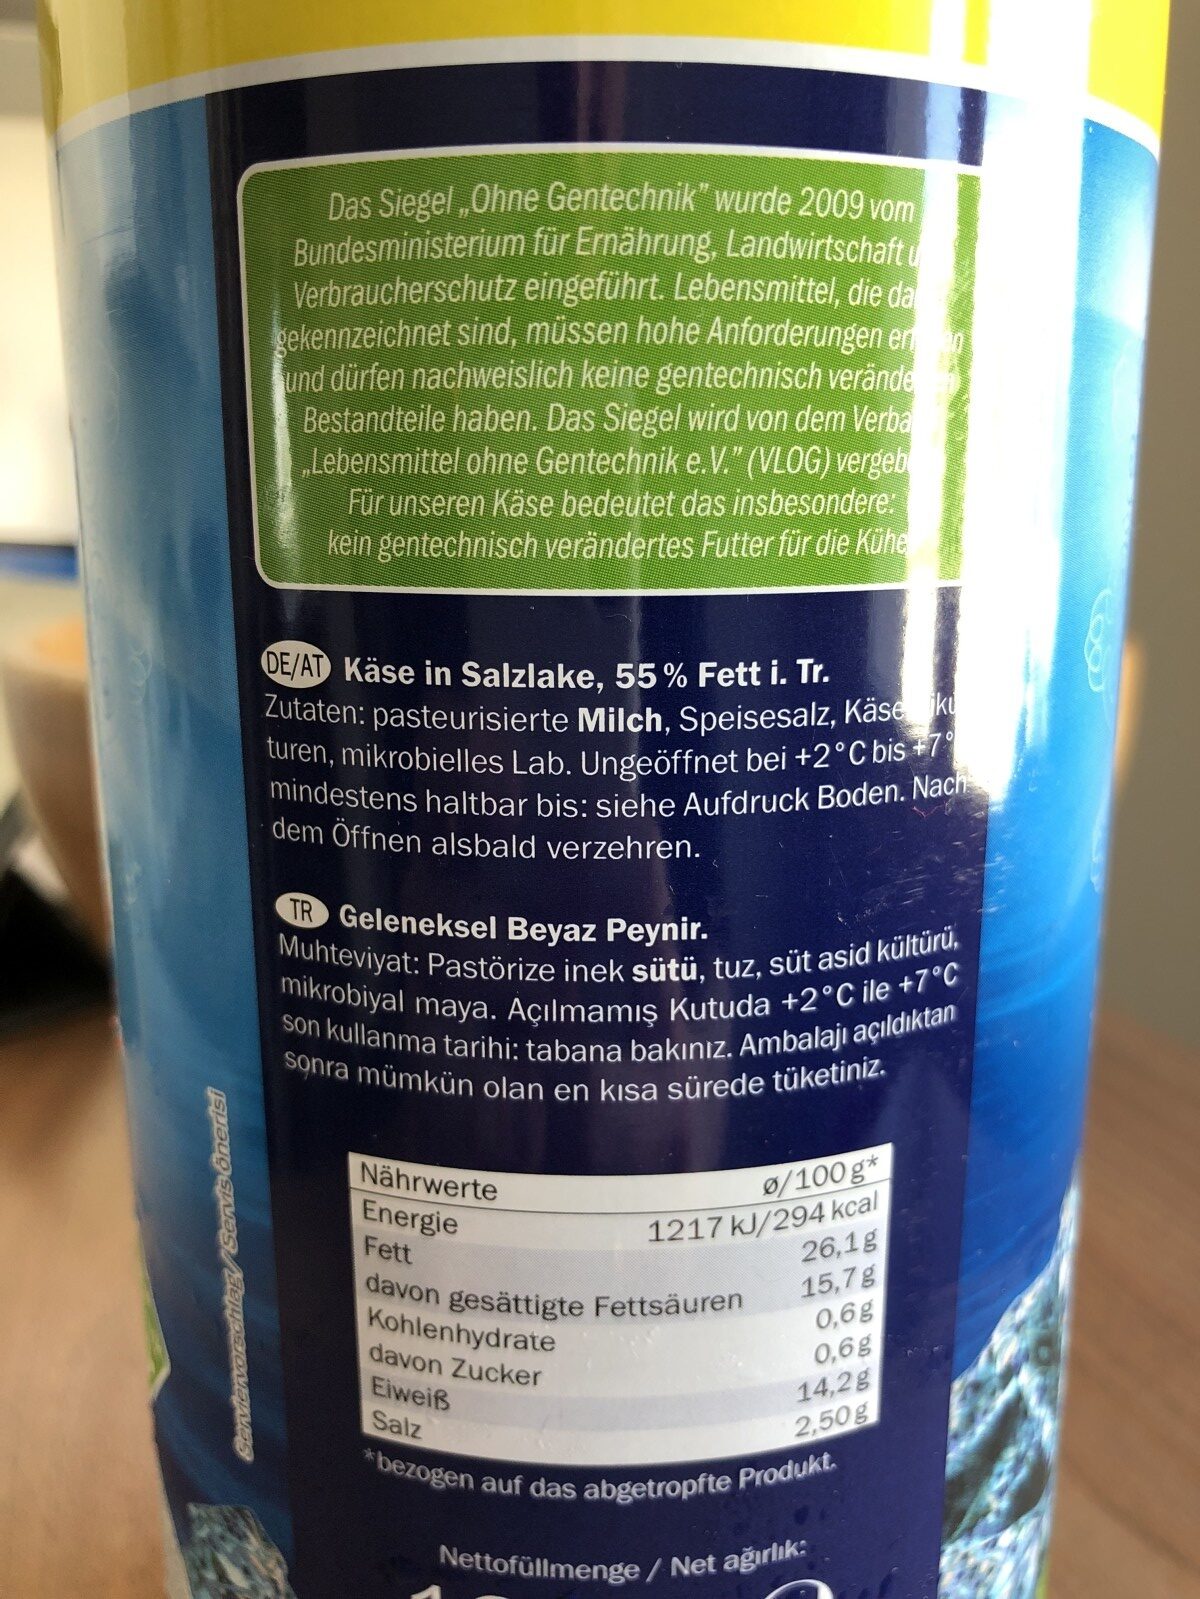 Das Siegel „Ohne Gentechnik” wurde 2009 vom
Bundesministerium für Ernährung, Landwirtschaft
Verbraucherschutz eingeführt. Lebensmittel, die
gekennzeichnet sind, müssen hohe Anforderungen
und dürfen nachweislich keine gentechnisch
Bestandteile haben. Das Siegel wird von dem
„Lebensmittel ohne Gentechnik e.V.” (VLOG)
Für unseren Käse bedeutet das insbesondere:
kein gentechnisch verändertes Futter für die Kühe
DE/AT Käse in Salzlake, 55 % Fett i. Tr.
Zutaten: pasteurisierte Milch, Speisesalz,
turen, mikrobielles Lab. Ungeöffnet bei +2°C bis +7°
mindestens haltbar bis: siehe Aufdruck Boden. Nach
dem Öffnen alsbald verzehren.
TR Geleneksel Beyaz Peynir.
Muhteviyat: Pastörize inek sütü, tuz, süt asid kültürü,
mikrobiyal maya. Açılmamış Kutuda +2°C ile +7°C
son kullanma tarihi: tabana bakınız. Ambalajı açıldıktan
sonra mümkün olan en kısa sürede tüketiniz.
Serviervorschlag / Servis önerisi
Nährwerte ø/100 g*
Energie 1217 kJ/294 kcal
Fett 26,1 g
davon gesättigte Fettsäuren 15,7 g
Kohlenhydrate 0,6 g
davon Zucker 0,6 g
Eiweiß 14,2 g
Salz 2,50 g
*bezogen auf das abgetropfte Produkt.
Nettofüllmenge / Net ağırlık: